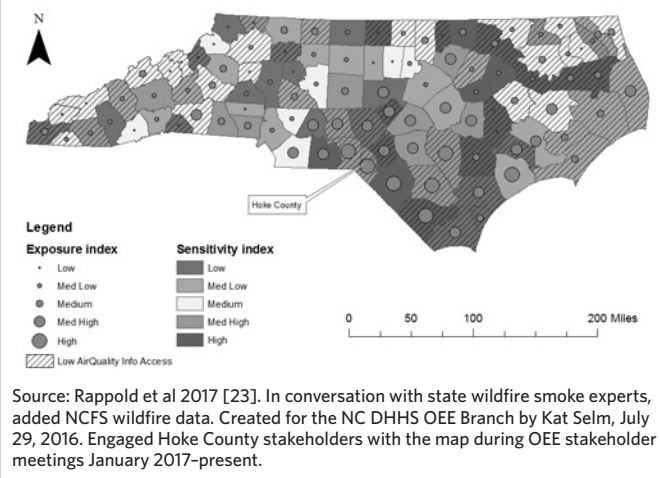 N
Hoke County
Legend
Exposure index
Low
Med Low
Medium
Med High
High
Low AirQuality Info Access
Sensitivity index
Low
Med Low
Medium
Med High
High
0 50 100 200 Miles
Source: Rappold et al 2017 [23]. In conversation with state wildfire smoke experts,
added NCFS wildfire data. Created for the NC DHHS OEE Branch by Kat Selm, July
29, 2016. Engaged Hoke County stakeholders with the map during OEE stakeholder
meetings January 2017–present.